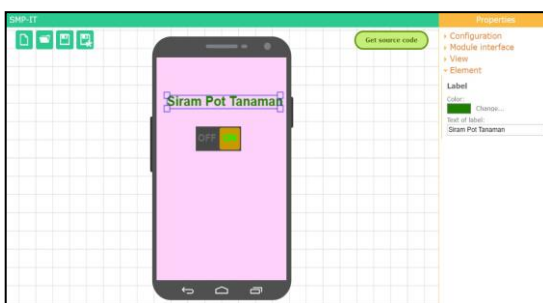 SMP-IT
Properties
Get source code
Configuration
Module interface
View
Element
Label
Color:
Change...
Text of label:
Siram Pot Tanaman
Siram Pot Tanaman
OFF
ON